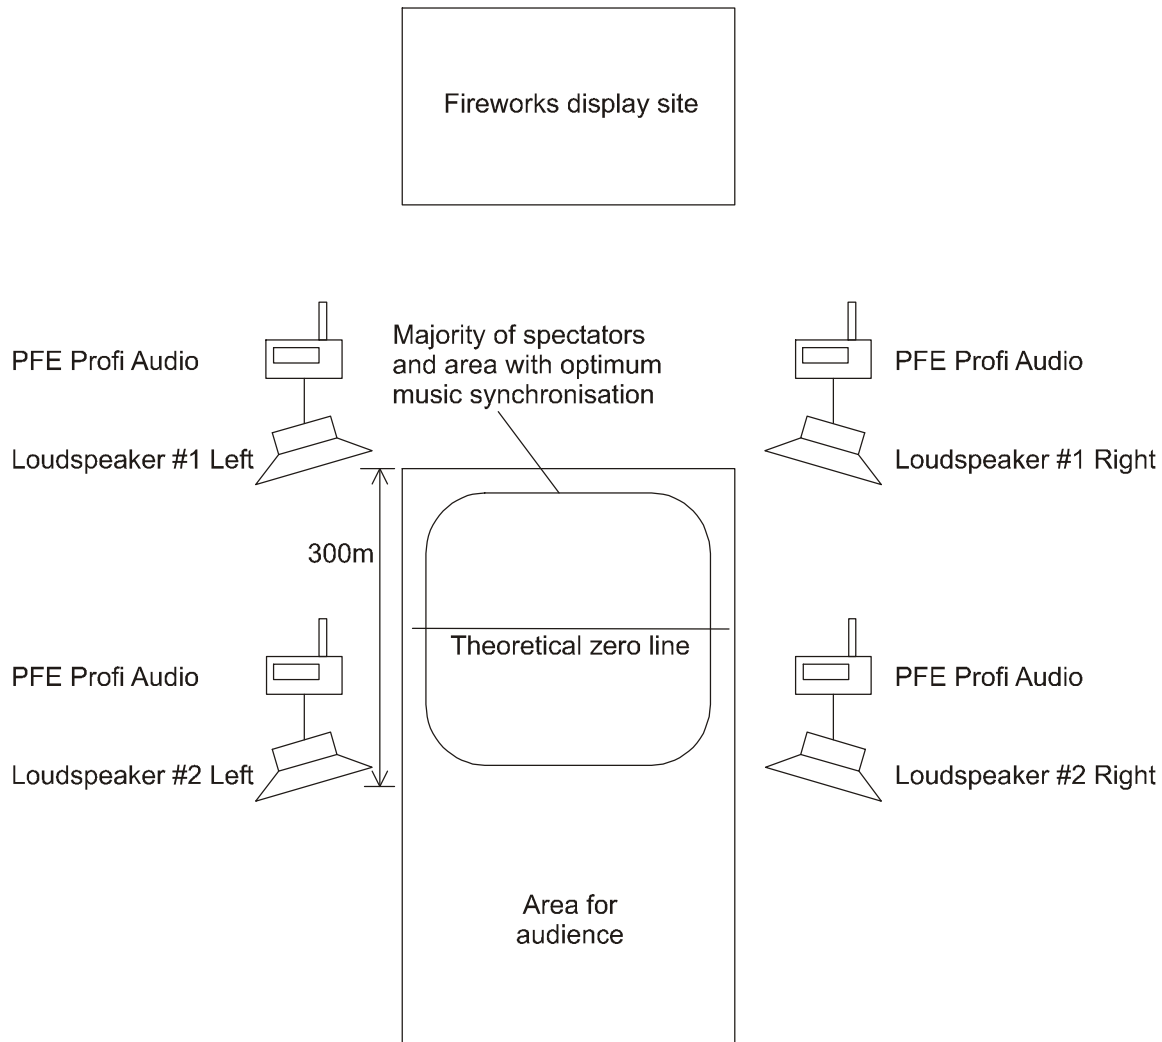 Fireworks display site
Majority of spectators
and area with optimum
music synchronisation
PFE Profi Audio
PFE Profi Audio
Loudspeaker #1 Left
Loudspeaker #1 Right
300m
Theoretical zero line
PFE Profi Audio
PFE Profi Audio
Loudspeaker #2 Left
Loudspeaker #2 Right
Area for
audience